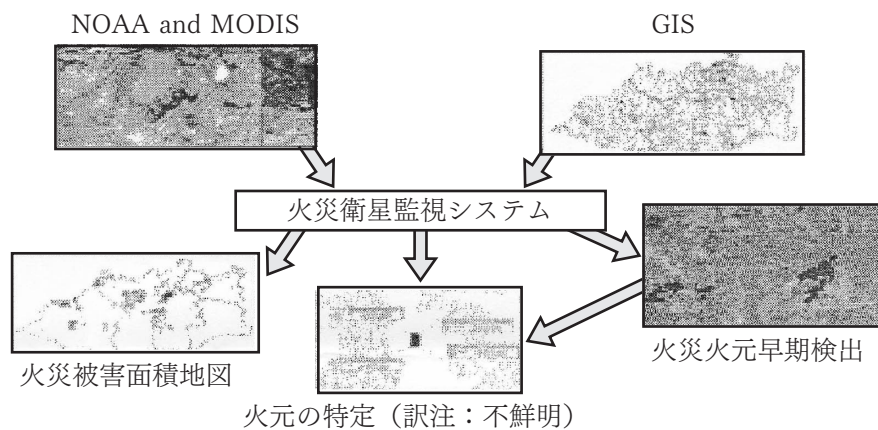 NOAA and MODIS
GIS
火災衛星監視システム
火災被害面積地図
火災火元早期検出
火元の特定（訳注：不鮮明）